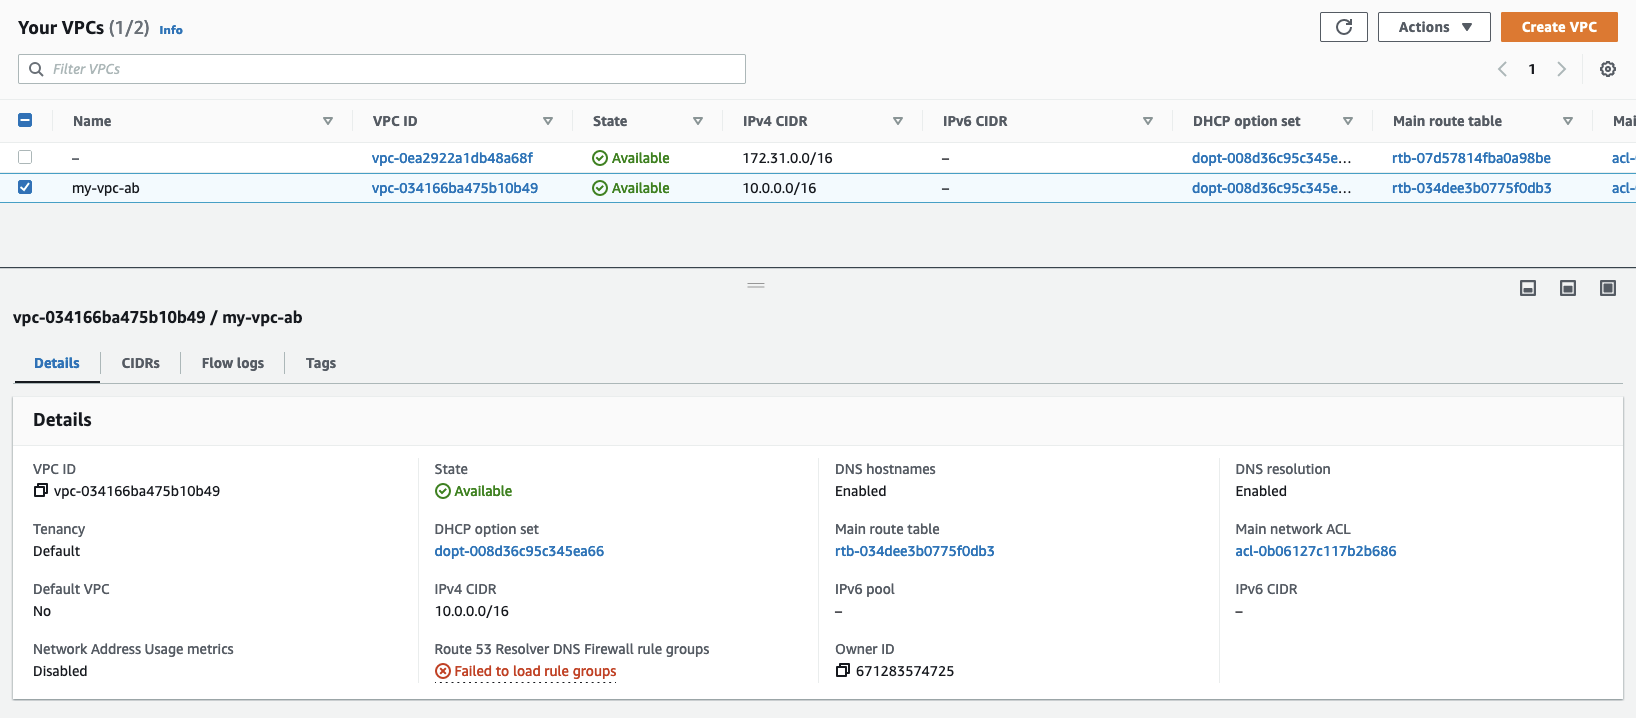 Your VPCs (1/2) Info
Actions Create VPC
Filter VPCs
1
Name VPC ID State IPv4 CIDR IPv6 CIDR DHCP option set Main route table Mai
– vpc-0ea2922a1db48a68f Available 172.31.0.0/16 – dopt-008d36c95c345e... rtb-07d57814fba0a98be acl-
my-vpc-ab vpc-034166ba475b10b49 Available 10.0.0.0/16 – dopt-008d36c95c345e... rtb-034dee3b0775f0db3 acl-
vpc-034166ba475b10b49 / my-vpc-ab
Details CIDRs Flow logs Tags
Details
VPC ID State DNS hostnames DNS resolution
vpc-034166ba475b10b49 Available Enabled Enabled
Tenancy DHCP option set Main route table Main network ACL
Default dopt-008d36c95c345ea66 rtb-034dee3b0775f0db3 acl-0b06127c117b2b686
Default VPC IPv4 CIDR IPv6 pool IPv6 CIDR
No 10.0.0.0/16 – –
Network Address Usage metrics Route 53 Resolver DNS Firewall rule groups Owner ID
Disabled Failed to load rule groups 671283574725